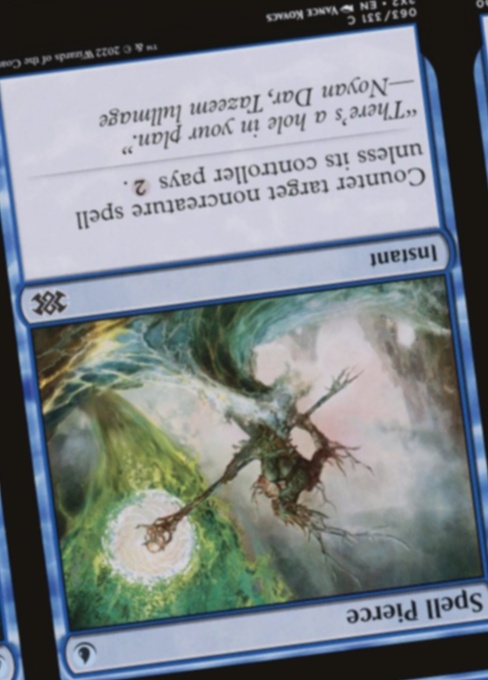 Spell Pierce
Instant
Counter target noncreature spell
unless its controller pays 2.
“There’s a hole in your plan.”
—Noyan Dar, Tazeem lullmage
063/331 C
2X2 • EN Vance Kovacs
™ & © 2022 Wizards of the Coa